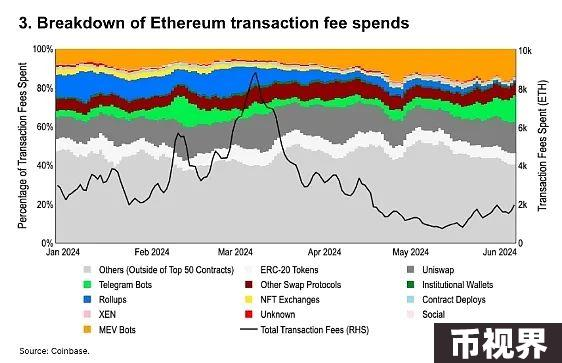 3. Breakdown of Ethereum transaction fee spends
Percentage of Transaction Fees Spent
100%
80%
60%
40%
20%
0%
10k
8k
6k
4k
2k
0
Transaction Fees Spent (ETH)
Jan 2024 Feb 2024 Mar 2024 Apr 2024 May 2024 Jun 2024
Others (Outside of Top 50 Contracts) ERC-20 Tokens Uniswap
Telegram Bots Other Swap Protocols Institutional Wallets
Rollups NFT Exchanges Contract Deploys
XEN Unknown Social
MEV Bots Total Transaction Fees (RHS)
Source: Coinbase.
币视界